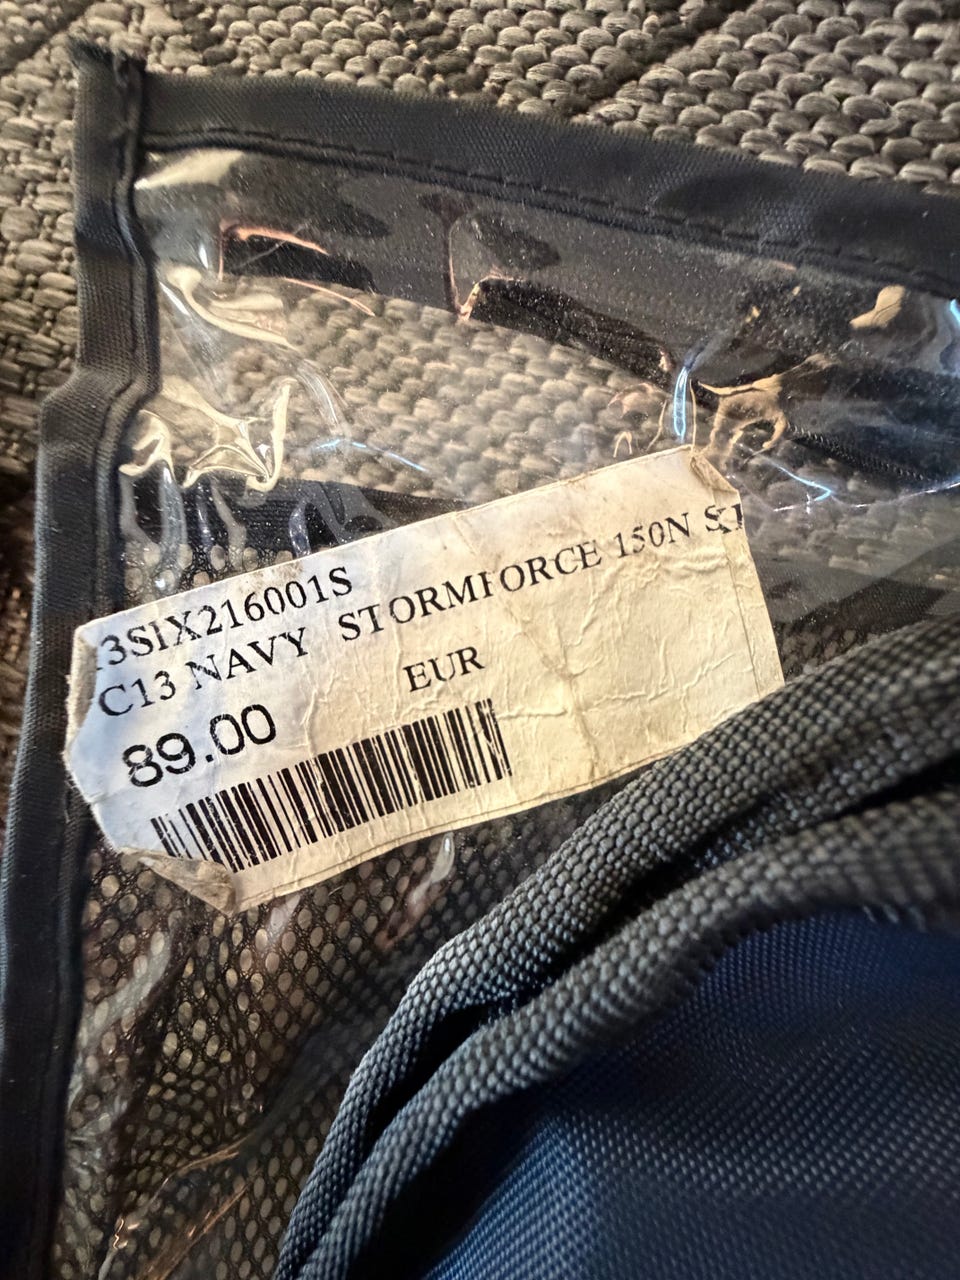 3SIX216001S
C13 NAVY STORMFORCE 150N
EUR
89.00